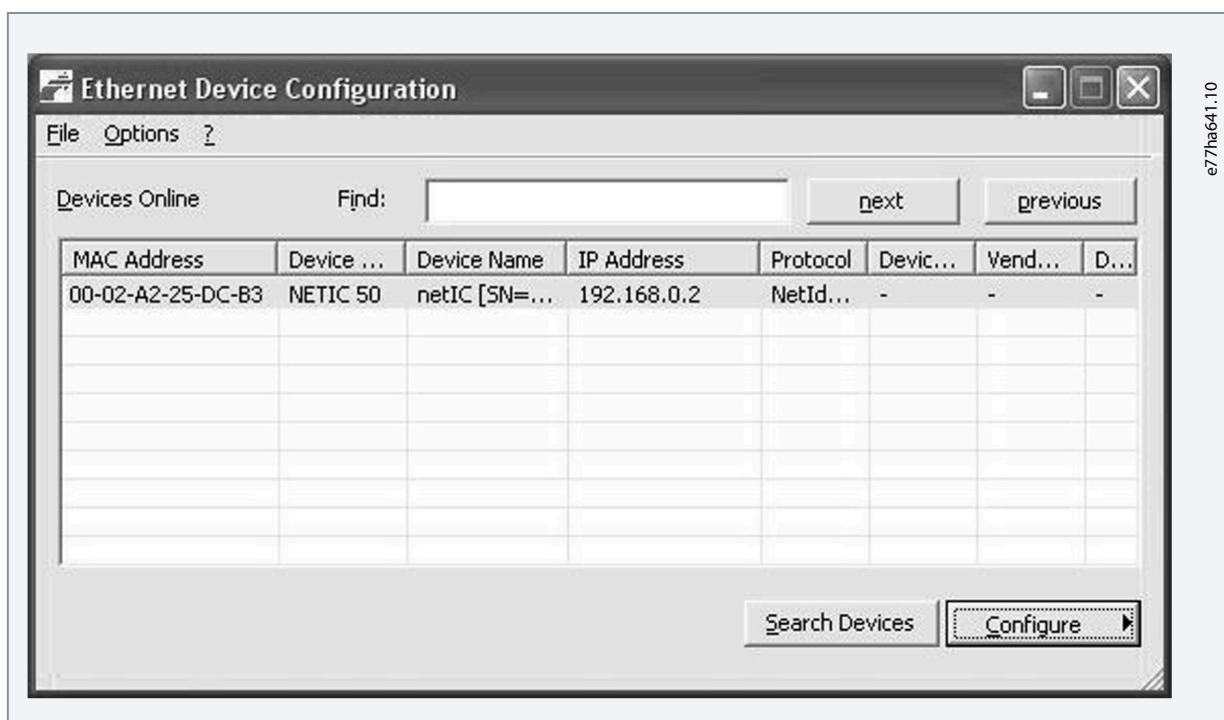 Ethernet Device Configuration
File Options ?
Devices Online Find: next previous
MAC Address Device ... Device Name IP Address Protocol Devic... Vend... D...
00-02-A2-25-DC-B3 NETIC 50 netIC [SN=... 192.168.0.2 NetId... - - -
Search Devices Configure
e77ha641.10